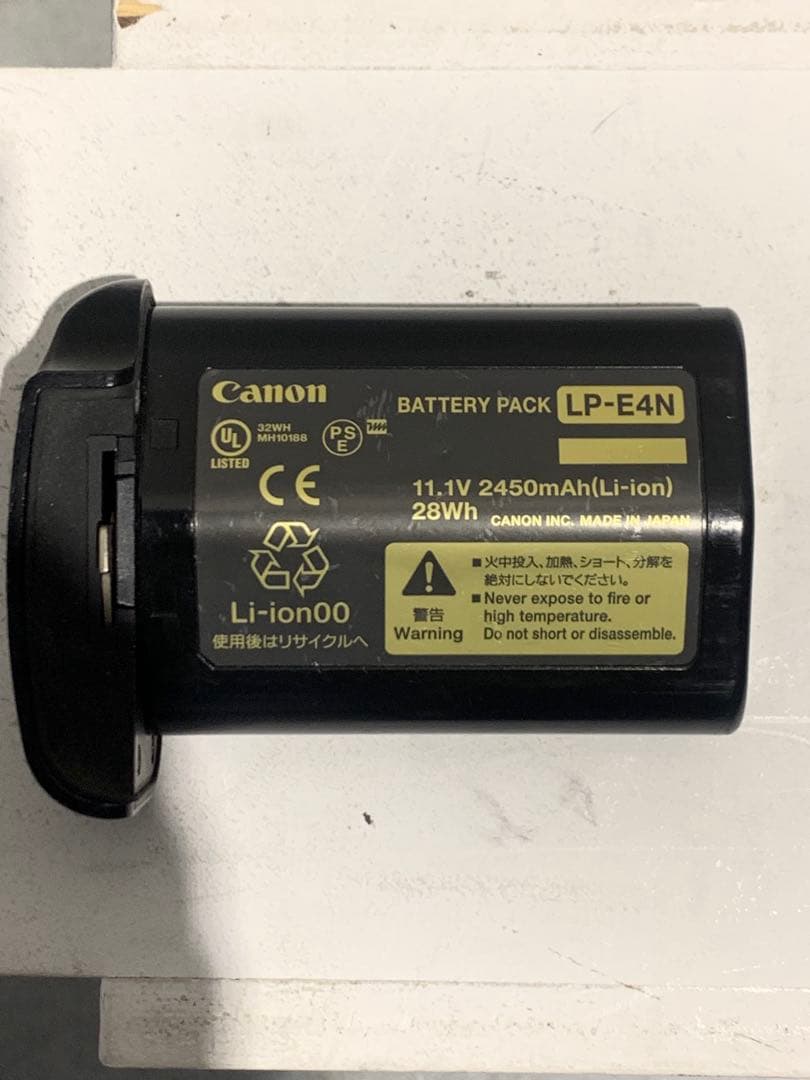 Canon
BATTERY PACK LP-E4N
UL
LISTED
32WH
MH10188
PS
E
CE
11.1V 2450mAh(Li-ion)
28Wh CANON INC. MADE IN JAPAN
Li-ion00
使用後はリサイクルへ
警告
Warning
■火中投入、加熱、ショート、分解を
絶対にしないでください。
■Never expose to fire or
high temperature.
Do not short or disassemble.